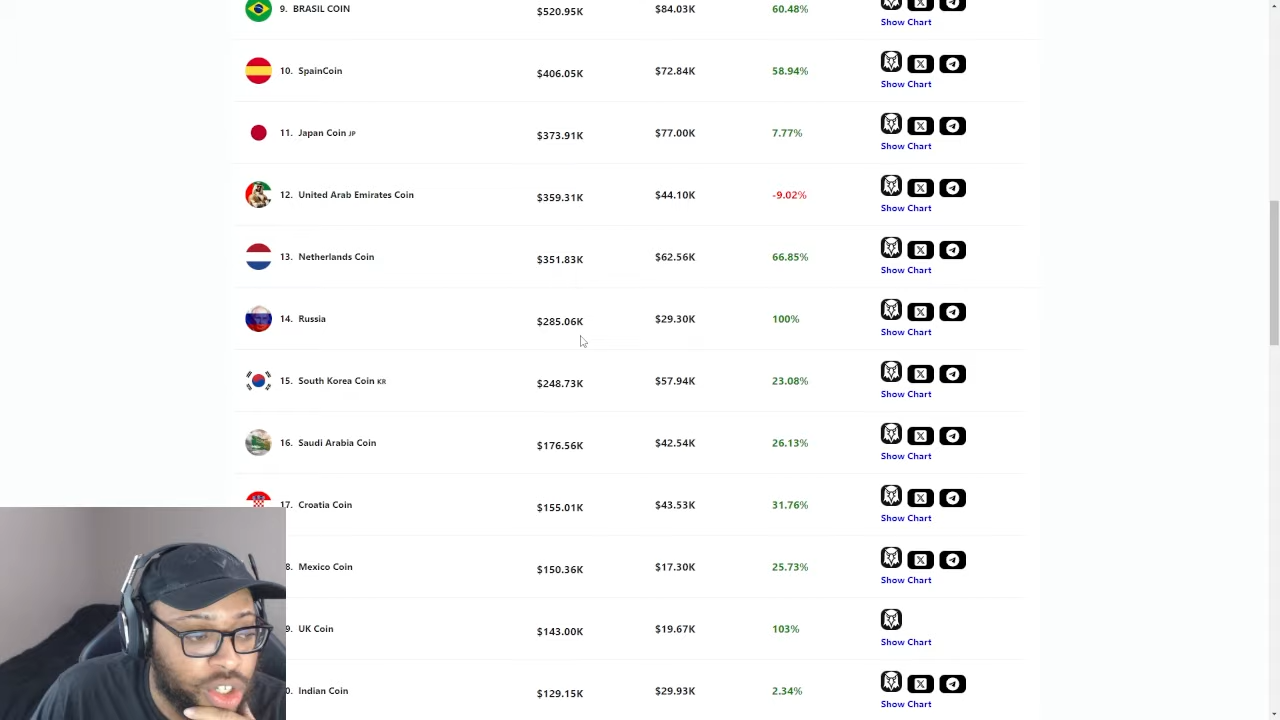 9. BRASIL COIN $520.95K $84.03K 60.48%
Show Chart
10. SpainCoin $406.05K $72.84K 58.94%
Show Chart
11. Japan Coin JP $373.91K $77.00K 7.77%
Show Chart
12. United Arab Emirates Coin $359.31K $44.10K -9.02%
Show Chart
13. Netherlands Coin $351.83K $62.56K 66.85%
Show Chart
14. Russia $285.06K $29.30K 100%
Show Chart
15. South Korea Coin KR $248.73K $57.94K 23.08%
Show Chart
16. Saudi Arabia Coin $176.56K $42.54K 26.13%
Show Chart
17. Croatia Coin $155.01K $43.53K 31.76%
Show Chart
8. Mexico Coin $150.36K $17.30K 25.73%
Show Chart
9. UK Coin $143.00K $19.67K 103%
Show Chart
0. Indian Coin $129.15K $29.93K 2.34%
Show Chart